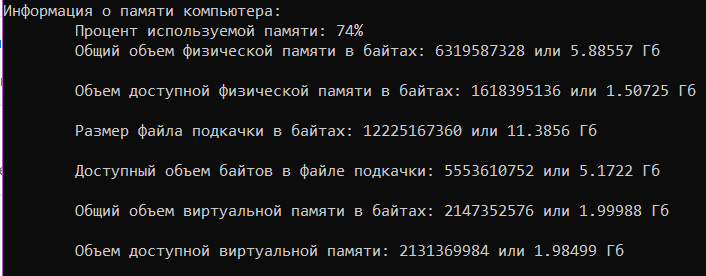 Информация о памяти компьютера:
Процент используемой памяти: 74%
Общий объем физической памяти в байтах: 6319587328 или 5.88557 Гб
Объем доступной физической памяти в байтах: 1618395136 или 1.50725 Гб
Размер файла подкачки в байтах: 12225167360 или 11.3856 Гб
Доступный объем байтов в файле подкачки: 5553610752 или 5.1722 Гб
Общий объем виртуальной памяти в байтах: 2147352576 или 1.99988 Гб
Объем доступной виртуальной памяти: 2131369984 или 1.98499 Гб